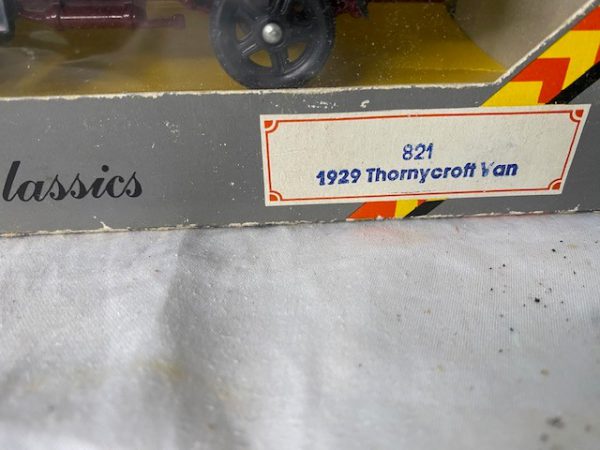 lassics
821
1929 Thornycroft Van